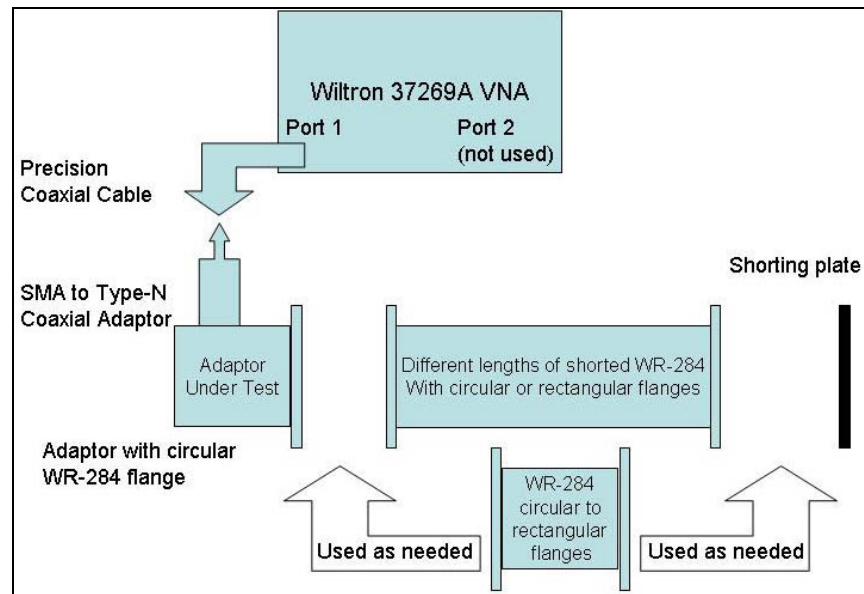 Wiltron 37269A VNA
Port 1
Port 2
(not used)
Precision
Coaxial Cable
SMA to Type-N
Coaxial Adaptor
Shorting plate
Adaptor
Under Test
Different lengths of shorted WR-284
With circular or rectangular flanges
Adaptor with circular
WR-284 flange
WR-284
circular to
rectangular
flanges
Used as needed
Used as needed